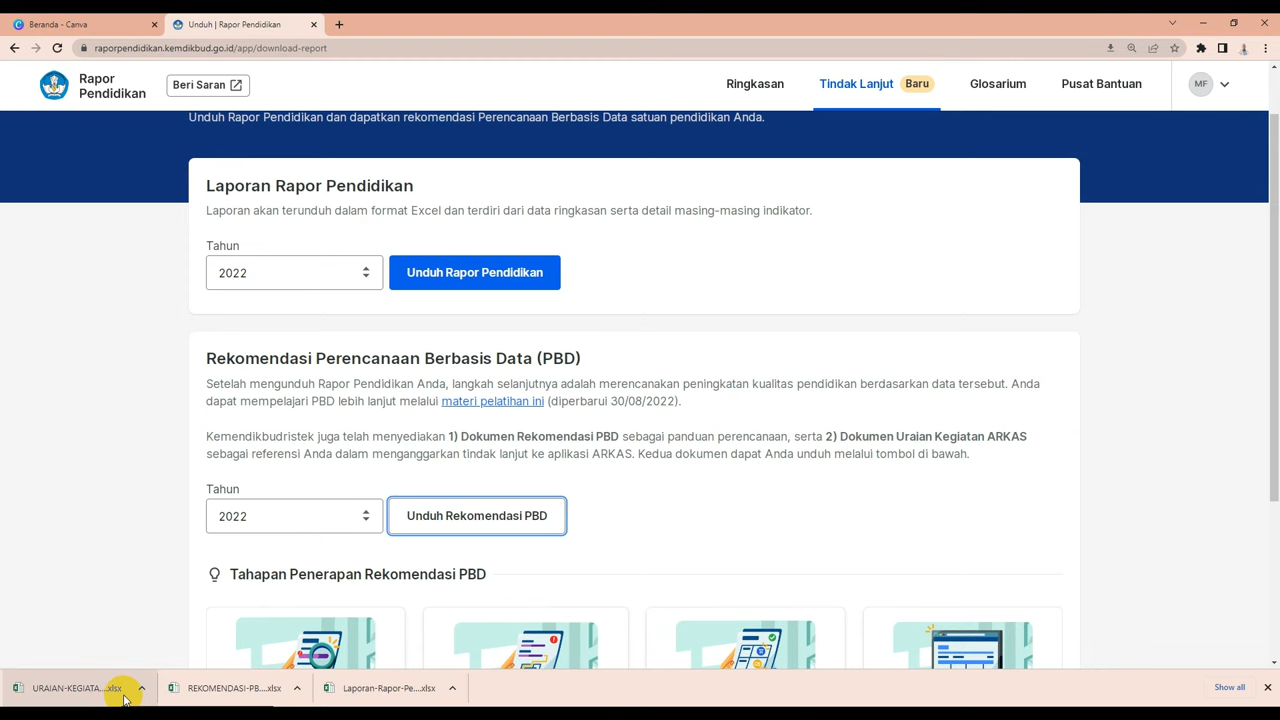 Beranda - Canva
Unduh | Rapor Pendidikan
raporpendidikan.kemdikbud.go.id/app/download-report
Rapor
Pendidikan
Beri Saran
Ringkasan
Tindak Lanjut
Baru
Glosarium
Pusat Bantuan
MF
Unduh Rapor Pendidikan dan dapatkan rekomendasi Perencanaan Berbasis Data satuan pendidikan Anda.
Laporan Rapor Pendidikan
Laporan akan terunduh dalam format Excel dan terdiri dari data ringkasan serta detail masing-masing indikator.
Tahun
2022
Unduh Rapor Pendidikan
Rekomendasi Perencanaan Berbasis Data (PBD)
Setelah mengunduh Rapor Pendidikan Anda, langkah selanjutnya adalah merencanakan peningkatan kualitas pendidikan berdasarkan data tersebut. Anda
dapat mempelajari PBD lebih lanjut melalui materi pelatihan ini (diperbarui 30/08/2022).
Kemendikbudristek juga telah menyediakan 1) Dokumen Rekomendasi PBD sebagai panduan perencanaan, serta 2) Dokumen Uraian Kegiatan ARKAS
sebagai referensi Anda dalam menganggarkan tindak lanjut ke aplikasi ARKAS. Kedua dokumen dapat Anda unduh melalui tombol di bawah.
Tahun
2022
Unduh Rekomendasi PBD
Tahapan Penerapan Rekomendasi PBD
URAIAN-KEGIATA....xlsx
REKOMENDASI-PB....xlsx
Laporan-Rapor-Pe....xlsx
Show all